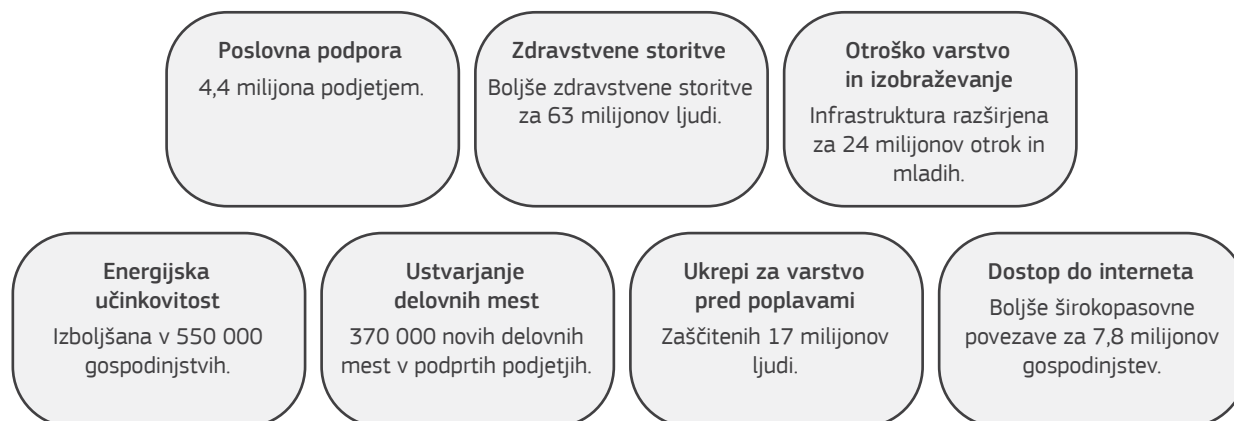 Poslovna podpora
4,4 milijona podjetjem.
Zdravstvene storitve
Boljše zdravstvene storitve
za 63 milijonov ljudi.
Otroško varstvo
in izobraževanje
Infrastruktura razširjena
za 24 milijonov otrok in
mladih.
Energijska
učinkovitost
Izboljšana v 550 000
gospodinjstvih.
Ustvarjanje
delovnih mest
370 000 novih delovnih
mest v podprtih podjetjih.
Ukrepi za varstvo
pred poplavami
Zaščitenih 17 milijonov
ljudi.
Dostop do interneta
Boljše širokopasovne
povezave za 7,8 milijonov
gospodinjstev.